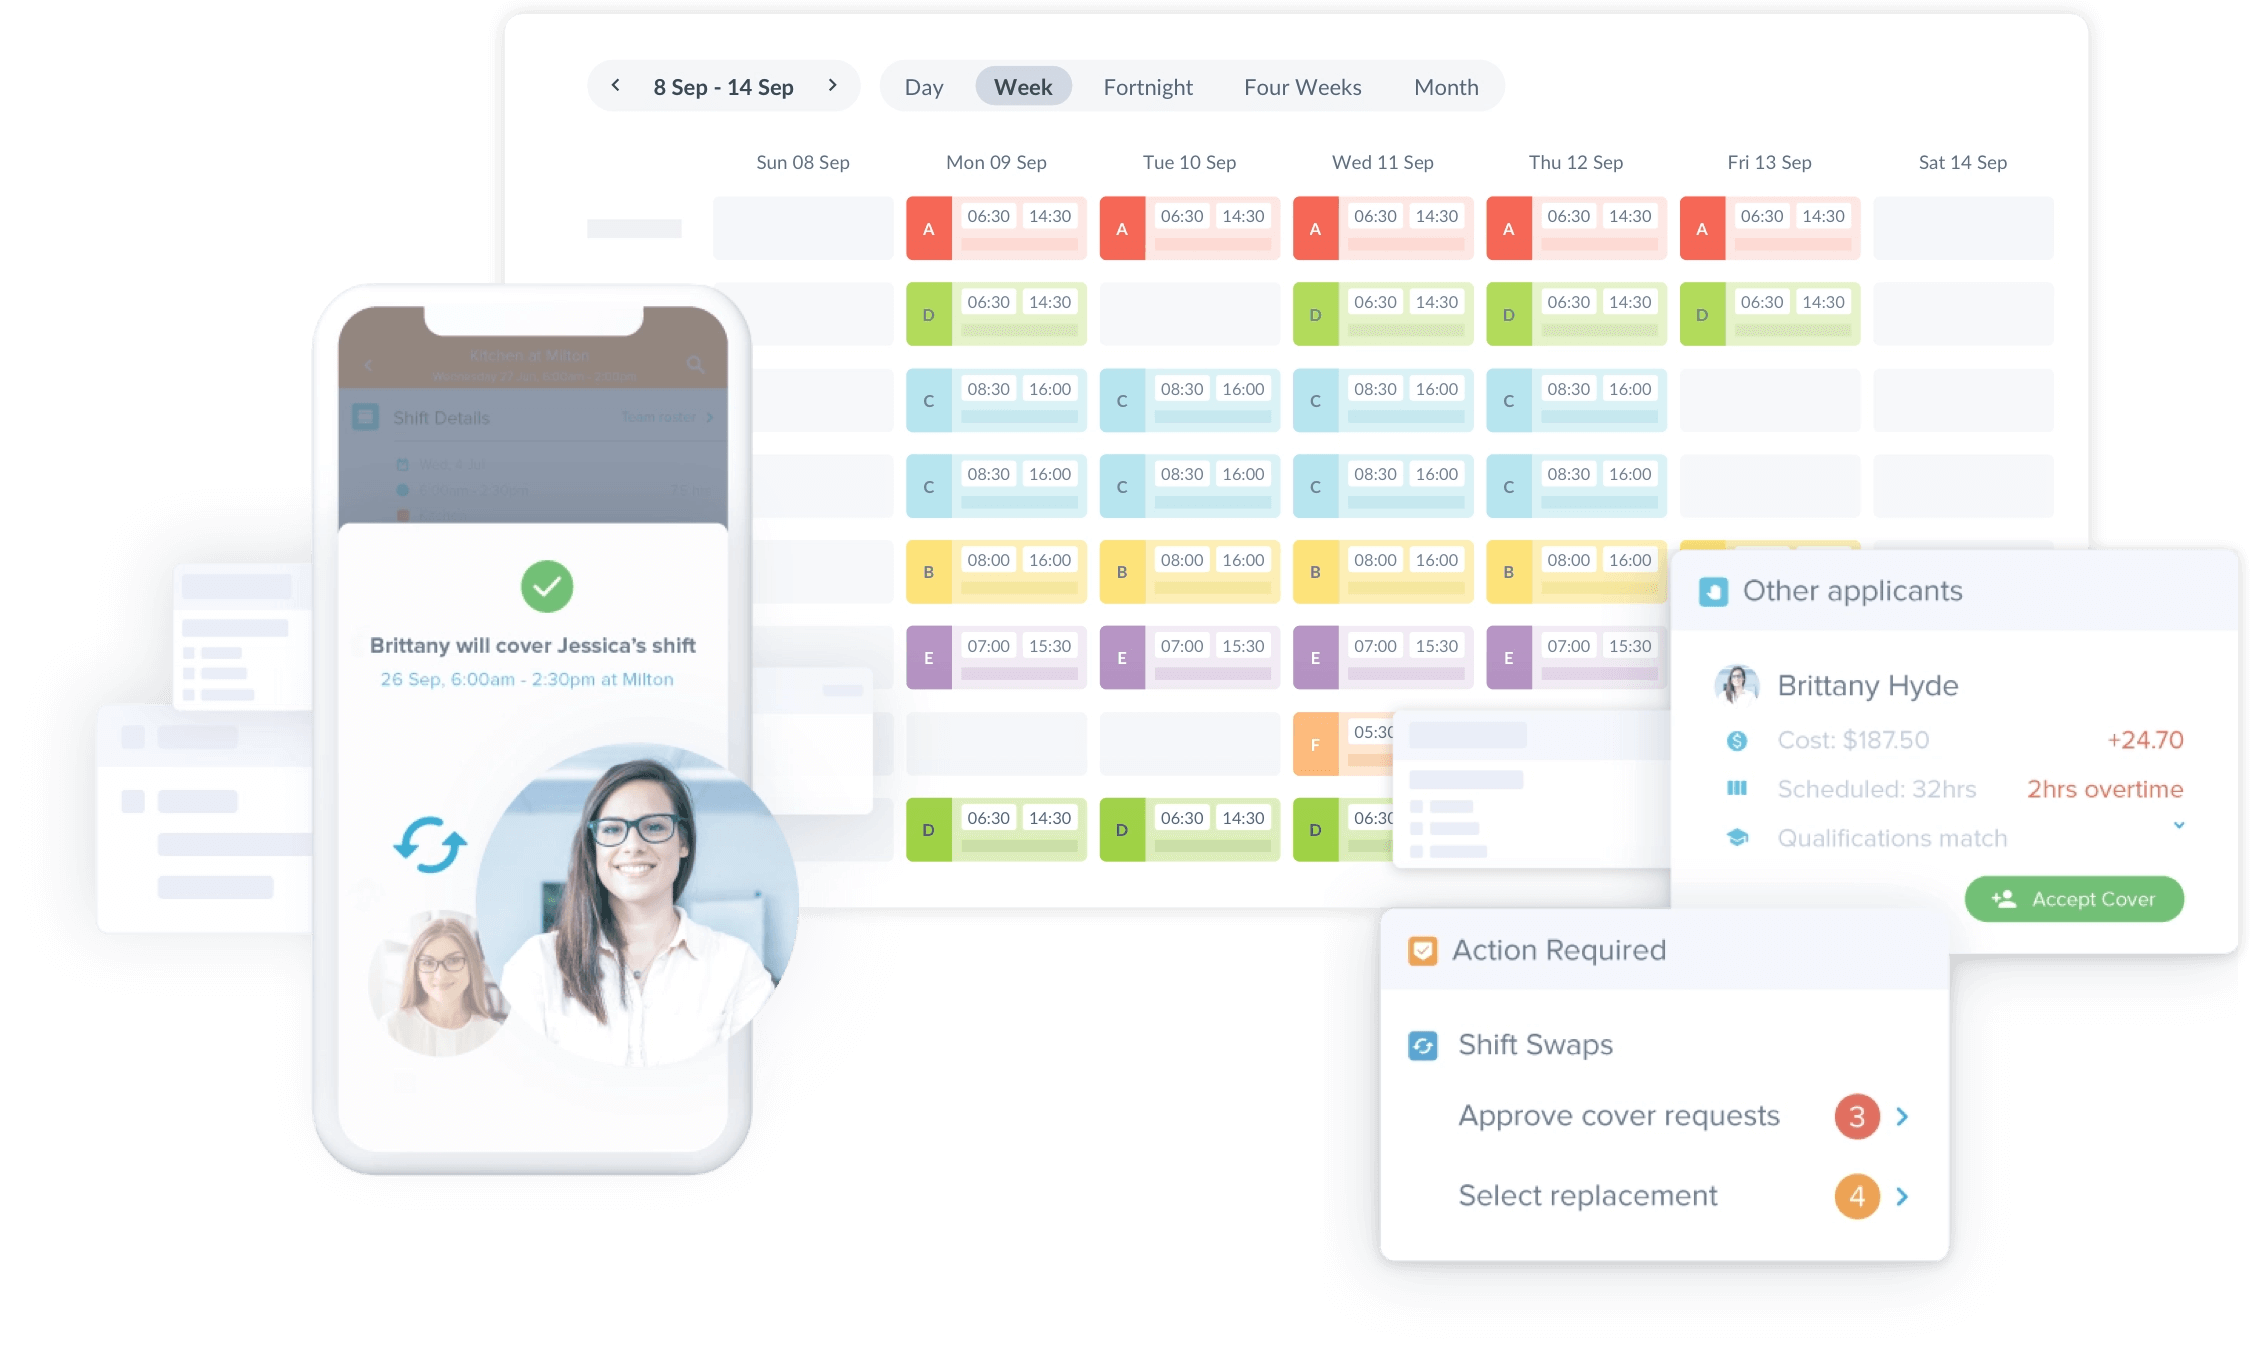 8 Sep - 14 Sep
Day Week Fortnight Four Weeks Month
Sun 08 Sep Mon 09 Sep Tue 10 Sep Wed 11 Sep Thu 12 Sep Fri 13 Sep Sat 14 Sep
A 06:30 14:30 A 06:30 14:30 A 06:30 14:30 A 06:30 14:30 A 06:30 14:30
D 06:30 14:30 D 06:30 14:30 D 06:30 14:30 D 06:30 14:30
C 08:30 16:00 C 08:30 16:00 C 08:30 16:00 C 08:30 16:00
C 08:30 16:00 C 08:30 16:00 C 08:30 16:00 C 08:30 16:00
B 08:00 16:00 B 08:00 16:00 B 08:00 16:00 B 08:00 16:00
E 07:00 15:30 E 07:00 15:30 E 07:00 15:30 E 07:00 15:30
F 05:30
D 06:30 14:30 D 06:30 14:30 D 06:30
Kitchen at Milton
Shift Details Team roster
Wed, 4 Jul
Brittany will cover Jessica’s shift
26 Sep, 6:00am - 2:30pm at Milton
Other applicants
Brittany Hyde
Cost: $187.50 +24.70
Scheduled: 32hrs 2hrs overtime
Qualifications match
Accept Cover
Action Required
Shift Swaps
Approve cover requests 3
Select replacement 4